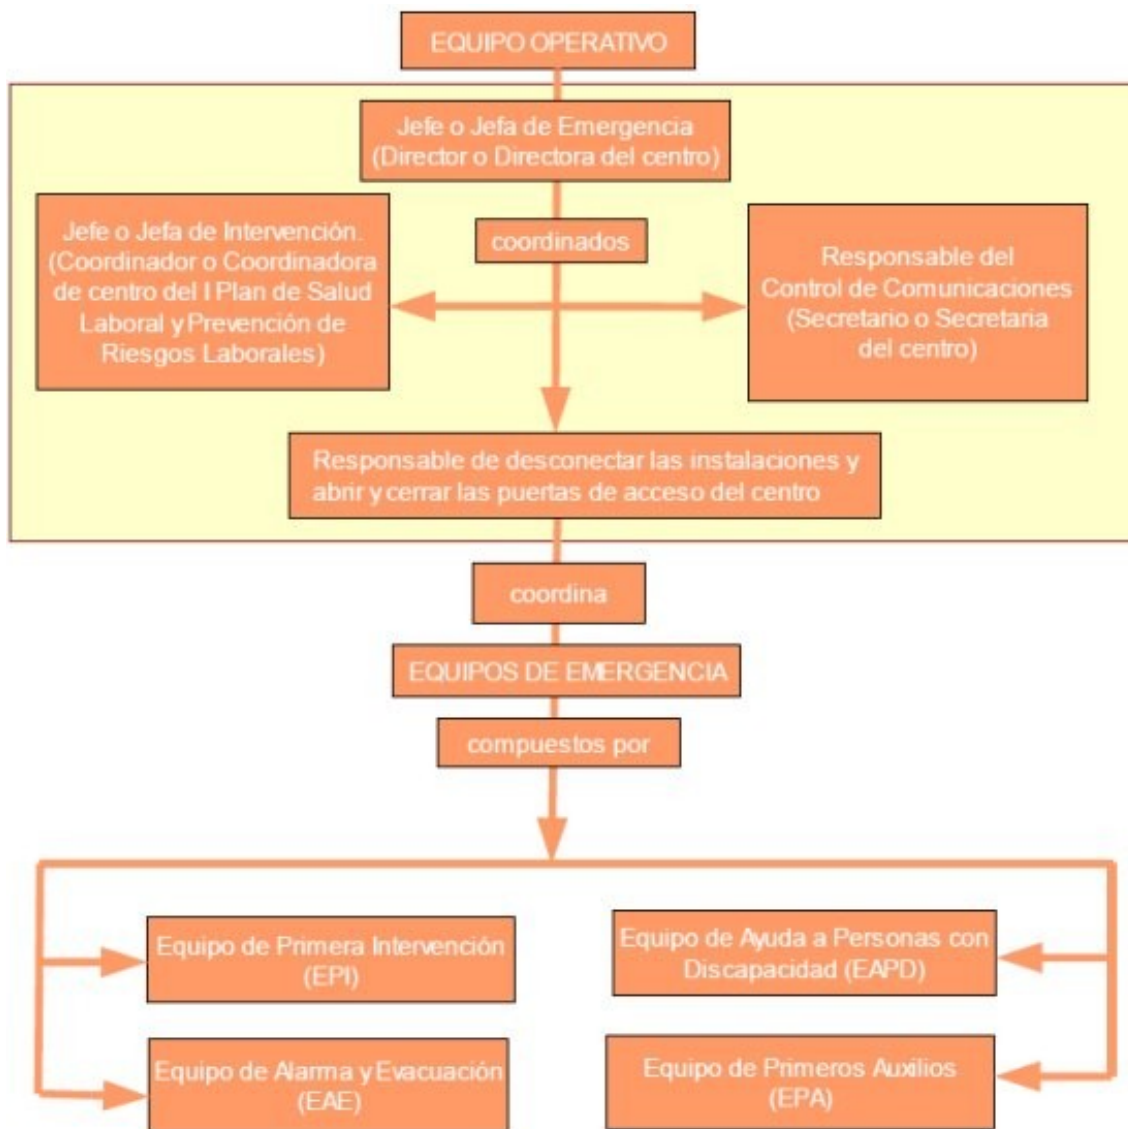 EQUIPO OPERATIVO
Jefe o Jefa de Emergencia
(Director o Directora del centro)
Jefe o Jefa de Intervención.
(Coordinador o Coordinadora
de centro del I Plan de Salud
Laboral y Prevención de
Riesgos Laborales)
coordinados
Responsable del
Control de Comunicaciones
(Secretario o Secretaria
del centro)
Responsable de desconectar las instalaciones y
abrir y cerrar las puertas de acceso del centro
coordina
EQUIPOS DE EMERGENCIA
compuestos por
Equipo de Primera Intervención
(EPI)
Equipo de Ayuda a Personas con
Discapacidad (EAPD)
Equipo de Alarma y Evacuación
(EAE)
Equipo de Primeros Auxilios
(EPA)